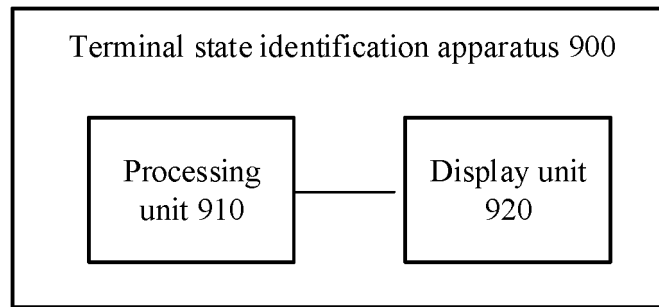 Terminal state identification apparatus 900
Processing
unit 910
Display unit
920